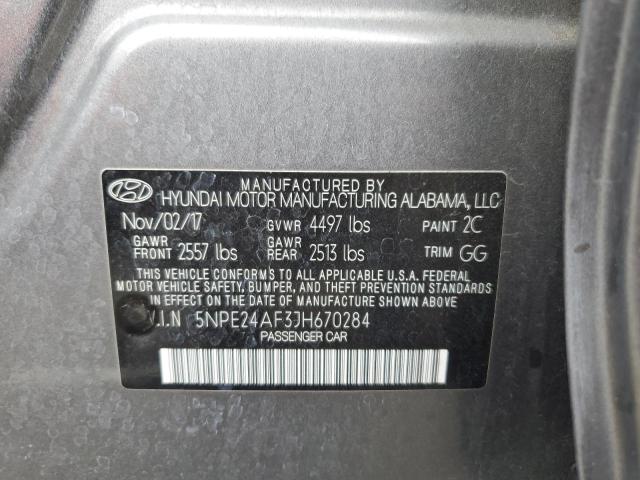 MANUFACTURED BY
HYUNDAI MOTOR MANUFACTURING ALABAMA, LLC
Nov/02/17 GVWR 4497 lbs PAINT 2C
GAWR FRONT 2557 lbs GAWR REAR 2513 lbs TRIM GG
THIS VEHICLE CONFORMS TO ALL APPLICABLE U.S.A. FEDERAL
MOTOR VEHICLE SAFETY, BUMPER, AND THEFT PREVENTION STANDARDS
IN EFFECT ON THE DATE OF MANUFACTURE SHOWN ABOVE.
V.I.N 5NPE24AF3JH670284
PASSENGER CAR